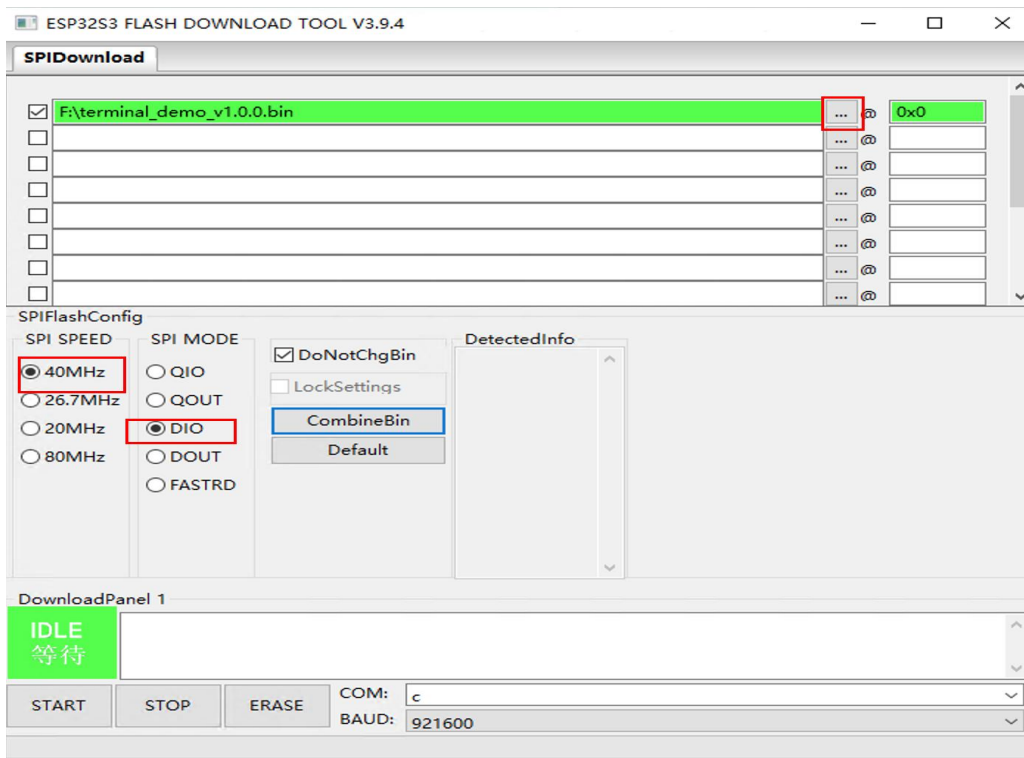 ESP32S3 FLASH DOWNLOAD TOOL V3.9.4
SPIDownload
F:\terminal_demo_v1.0.0.bin ... @ 0x0
... @
... @
... @
... @
... @
... @
... @
SPIFlashConfig
SPI SPEED
40MHz
26.7MHz
20MHz
80MHz
SPI MODE
QIO
QOUT
DIO
DOUT
FASTRD
DoNotChgBin
LockSettings
CombineBin
Default
DetectedInfo
DownloadPanel 1
IDLE
等待
START STOP ERASE
COM: c
BAUD: 921600